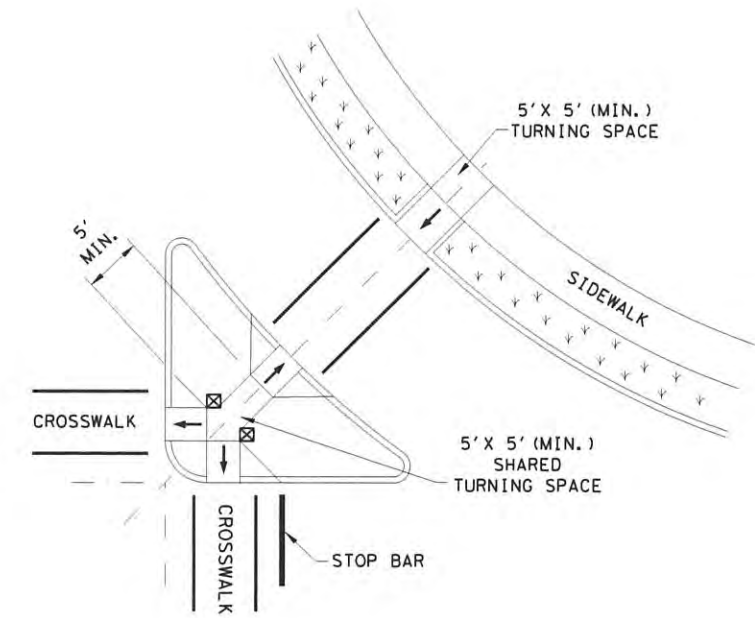 5'X 5'(MIN.)
TURNING SPACE
5'
MIN.
SIDEWALK
CROSSWALK
5'X 5'(MIN.)
SHARED
TURNING SPACE
CROSSWALK
STOP BAR